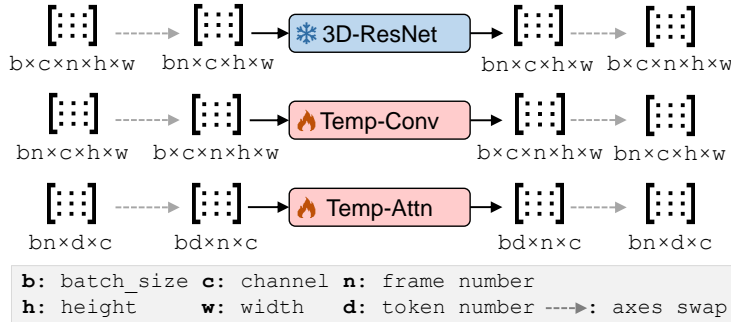 3D-ResNet
b×c×n×h×w bn×c×h×w bn×c×h×w b×c×n×h×w
Temp-Conv
bn×c×h×w b×c×n×h×w b×c×n×h×w bn×c×h×w
Temp-Attn
bn×d×c bd×n×c bd×n×c bn×d×c
b: batch_size c: channel n: frame number
h: height w: width d: token number : axes swap